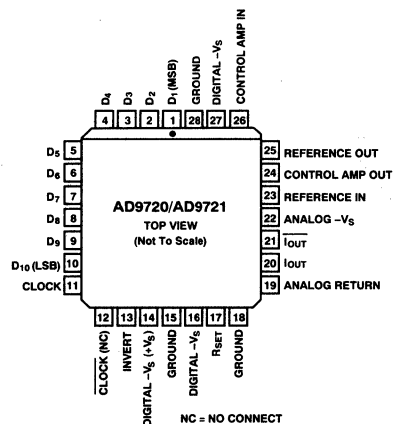 D4
D3
D2
D1 (MSB)
GROUND
DIGITAL –VS
CONTROL AMP IN
4
3
2
1
28
27
26
D5 5
D6 6
D7 7
D8 8
D9 9
D10 (LSB) 10
CLOCK 11
AD9720/AD9721
TOP VIEW
(Not To Scale)
25 REFERENCE OUT
24 CONTROL AMP OUT
23 REFERENCE IN
22 ANALOG –VS
21 IOUT
20 IOUT
19 ANALOG RETURN
12
13
14
15
16
17
18
CLOCK (NC)
INVERT
DIGITAL –VS (+VS)
GROUND
DIGITAL –VS
RSET
GROUND
NC = NO CONNECT